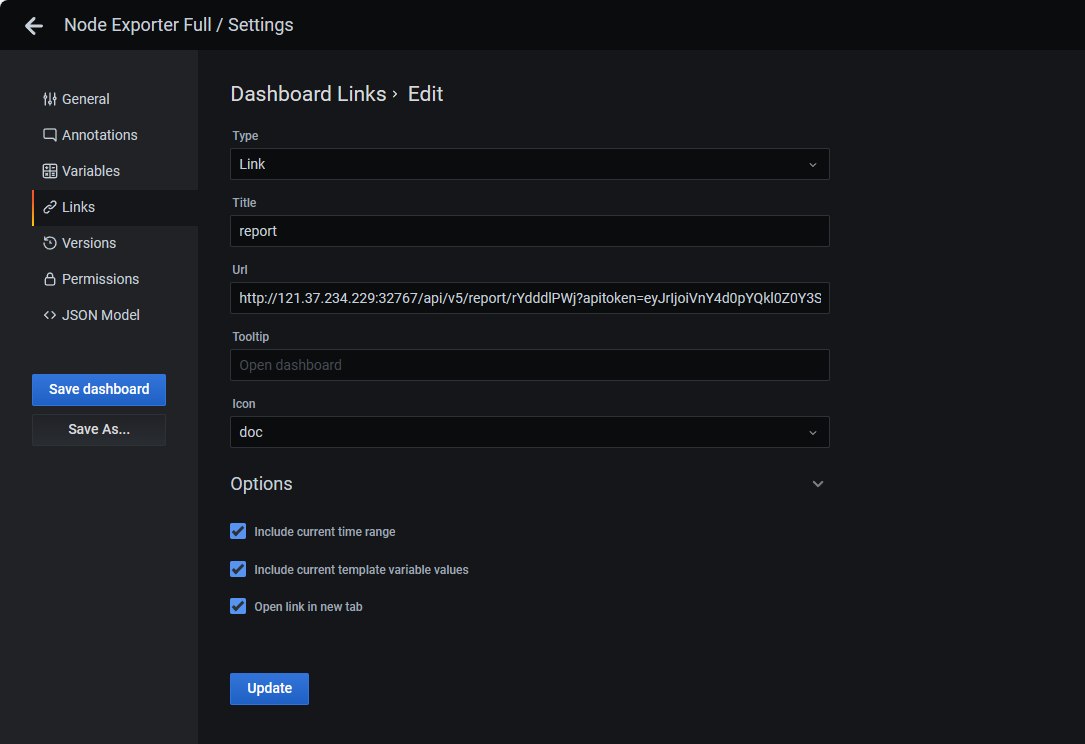 Node Exporter Full / Settings
General
Annotations
Variables
Links
Versions
Permissions
JSON Model
Save dashboard
Save As...
Dashboard Links › Edit
Type
Link
Title
report
Url
http://121.37.234.229:32767/api/v5/report/rYdddlPWj?apitoken=eyJrIjoiVnY4d0pYQkl0Z0Y3S
Tooltip
Open dashboard
Icon
doc
Options
Include current time range
Include current template variable values
Open link in new tab
Update